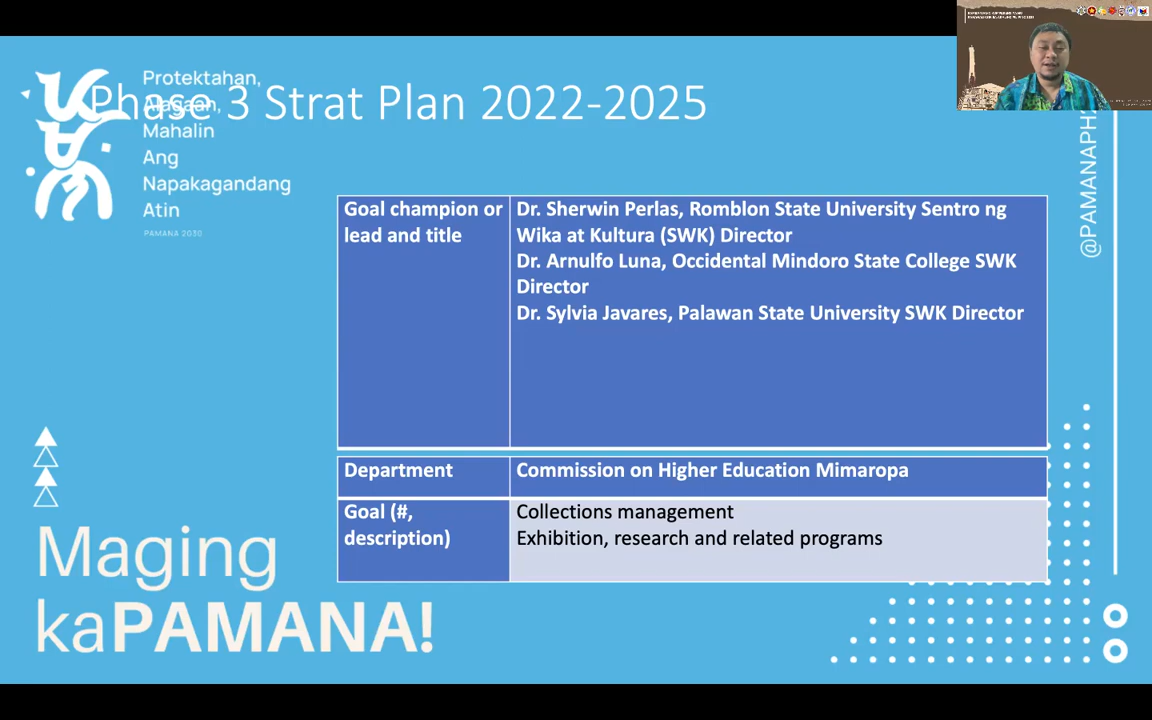 Phase 3 Strat Plan 2022-2025
Protektahan,
Alagaan,
Mahalin
Ang
Napakagandang
Atin
PAMANA 2030
Goal champion or
lead and title
Dr. Sherwin Perlas, Romblon State University Sentro ng
Wika at Kultura (SWK) Director
Dr. Arnulfo Luna, Occidental Mindoro State College SWK
Director
Dr. Sylvia Javares, Palawan State University SWK Director
Department
Commission on Higher Education Mimaropa
Goal (#,
description)
Collections management
Exhibition, research and related programs
Maging
kaPAMANA!